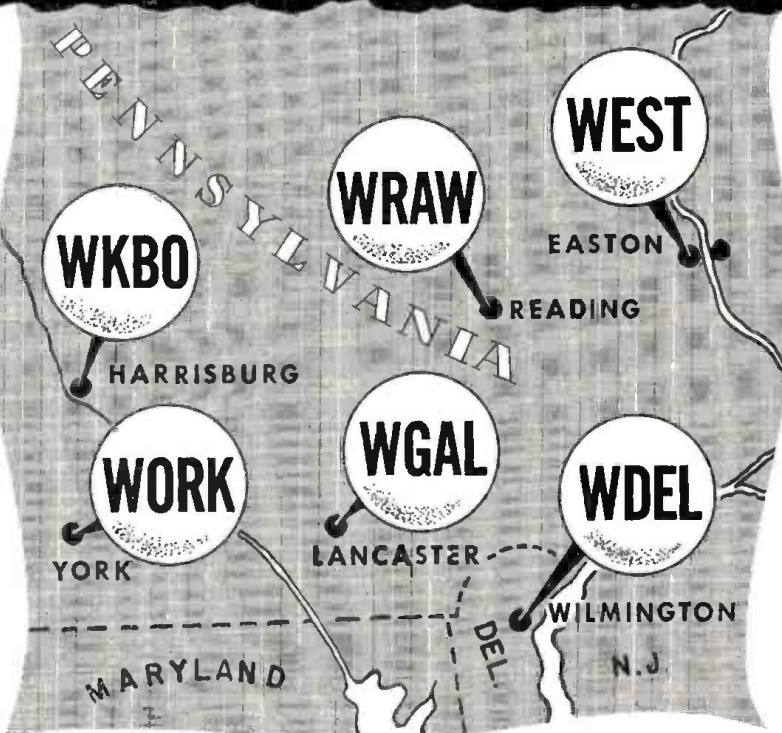 PENNSYLVANIA
WEST
EASTON
WRAW
READING
WKBO
HARRISBURG
WORK
YORK
WGAL
LANCASTER
WDEL
WILMINGTON
MARYLAND
DEL.
N.J.